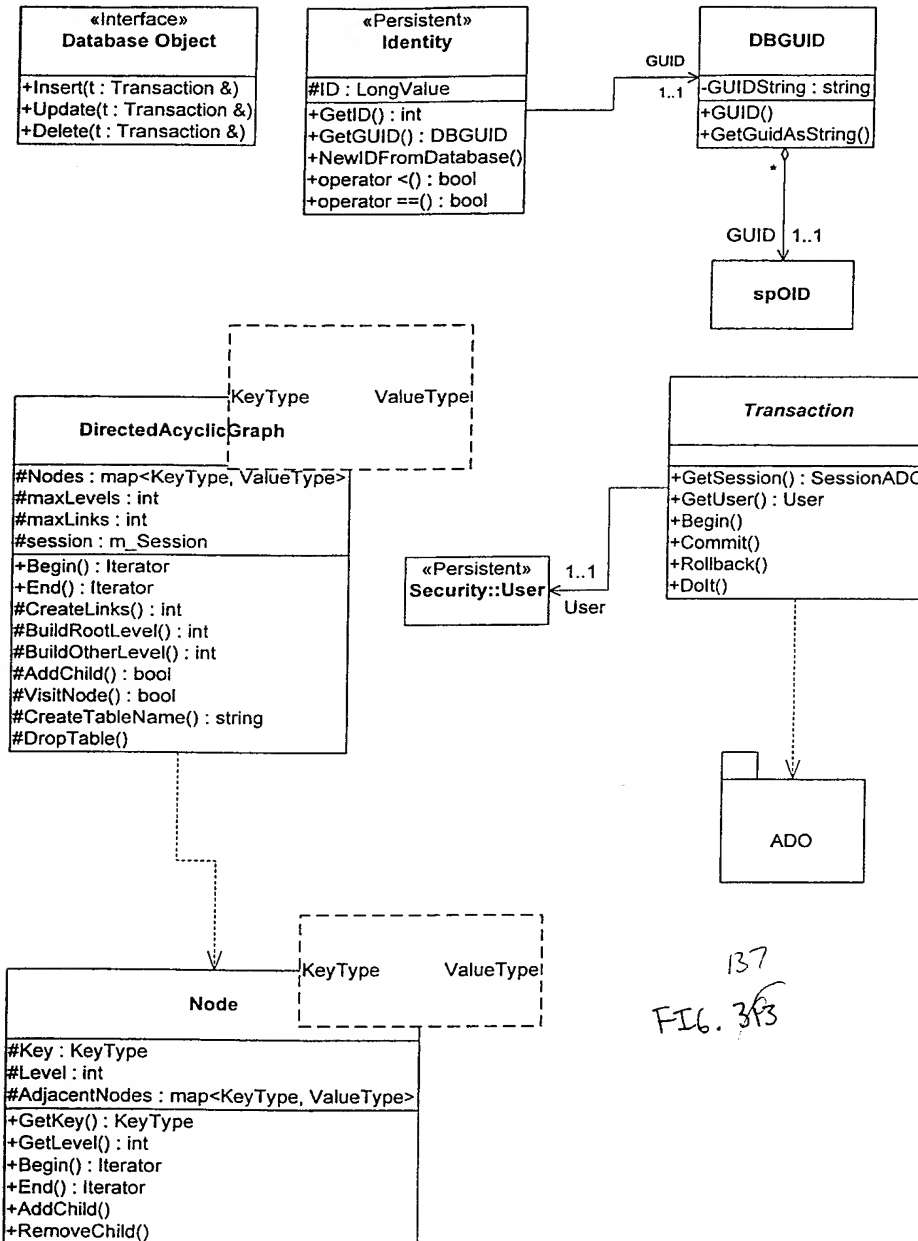 «Interface»
Database Object
+Insert(t : Transaction &)
+Update(t : Transaction &)
+Delete(t : Transaction &)
«Persistent»
Identity
#ID : LongValue
+GetID() : int
+GetGUID() : DBGUID
+NewIDFromDatabase()
+operator <() : bool
+operator ==() : bool
GUID
1..1
DBGUID
-GUIDString : string
+GUID()
+GetGuidAsString()
*
GUID 1..1
spOID
KeyType ValueType
DirectedAcyclicGraph
#Nodes : map<KeyType, ValueType>
#maxLevels : int
#maxLinks : int
#session : m_Session
+Begin() : Iterator
+End() : Iterator
#CreateLinks() : int
#BuildRootLevel() : int
#BuildOtherLevel() : int
#AddChild() : bool
#VisitNode() : bool
#CreateTableName() : string
#DropTable()
Transaction
+GetSession() : SessionADO
+GetUser() : User
+Begin()
+Commit()
+Rollback()
+DoIt()
«Persistent»
Security::User
1..1
User
ADO
KeyType ValueType
Node
#Key : KeyType
#Level : int
#AdjacentNodes : map<KeyType, ValueType>
+GetKey() : KeyType
+GetLevel() : int
+Begin() : Iterator
+End() : Iterator
+AddChild()
+RemoveChild()
137
FIG.